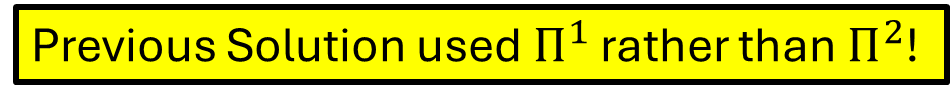 Previous Solution used Π¹ rather than Π²!